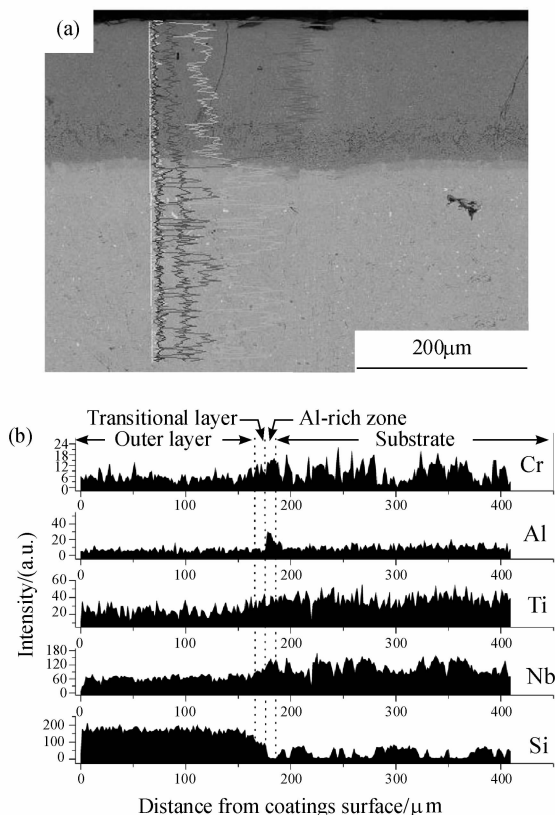 (a)
200μm
(b)
Transitional layer
Al-rich zone
Outer layer
Substrate
24
18
12
6
0
Cr
0 100 200 300 400
40
20
0
Al
0 100 200 300 400
60
40
20
Ti
0 100 200 300 400
180
120
60
0
Nb
0 100 200 300 400
200
100
0
Si
0 100 200 300 400
Intensity/(a.u.)
Distance from coatings surface/μm